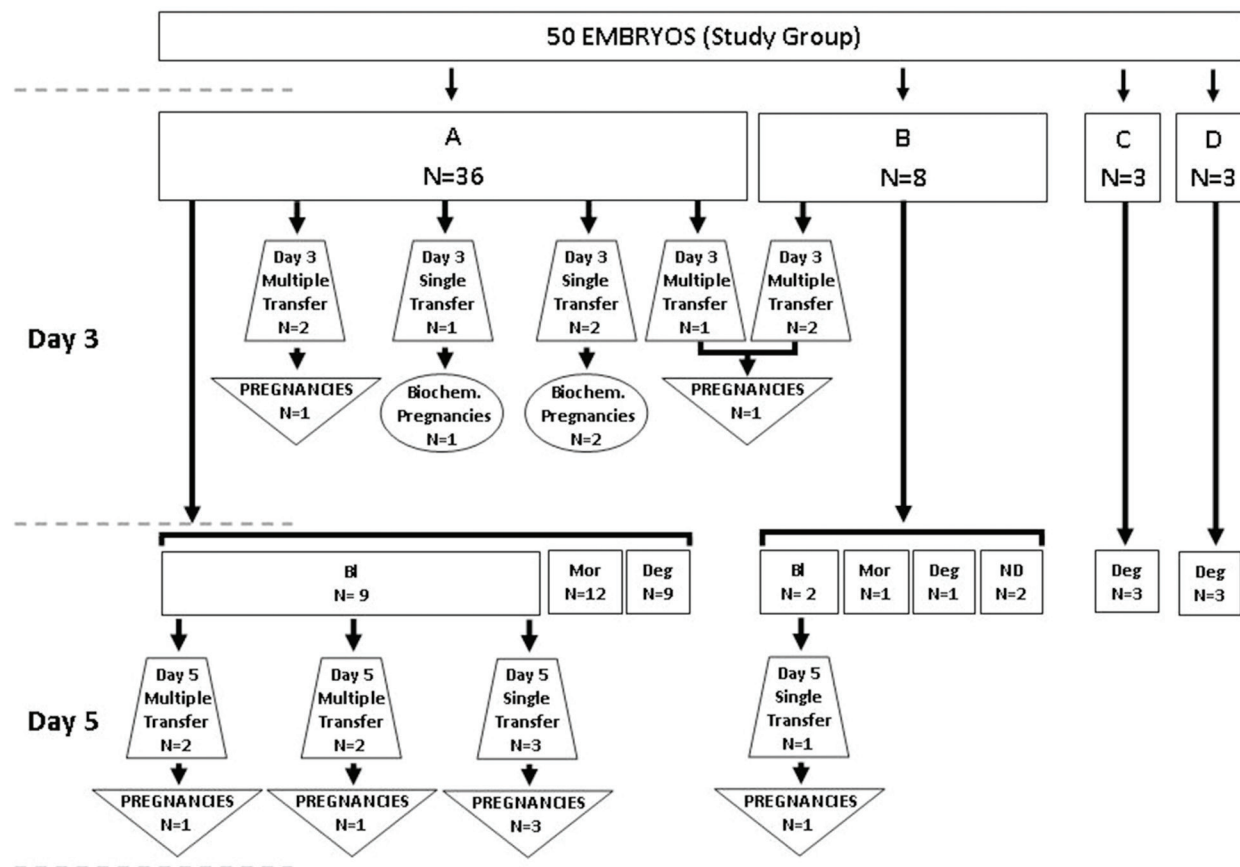 50 EMBRYOS (Study Group)
A
N=36
B
N=8
C
N=3
D
N=3
Day 3
Day 3
Multiple
Transfer
N=2
Day 3
Single
Transfer
N=1
Day 3
Single
Transfer
N=2
Day 3
Multiple
Transfer
N=1
Day 3
Multiple
Transfer
N=2
PREGNANCIES
N=1
Biochem.
Pregnancies
N=1
Biochem.
Pregnancies
N=2
PREGNANCIES
N=1
Bl
N= 9
Mor
N=12
Deg
N=9
Bl
N= 2
Mor
N=1
Deg
N=1
ND
N=2
Deg
N=3
Deg
N=3
Day 5
Day 5
Multiple
Transfer
N=2
Day 5
Multiple
Transfer
N=2
Day 5
Single
Transfer
N=3
Day 5
Single
Transfer
N=1
PREGNANCIES
N=1
PREGNANCIES
N=1
PREGNANCIES
N=3
PREGNANCIES
N=1